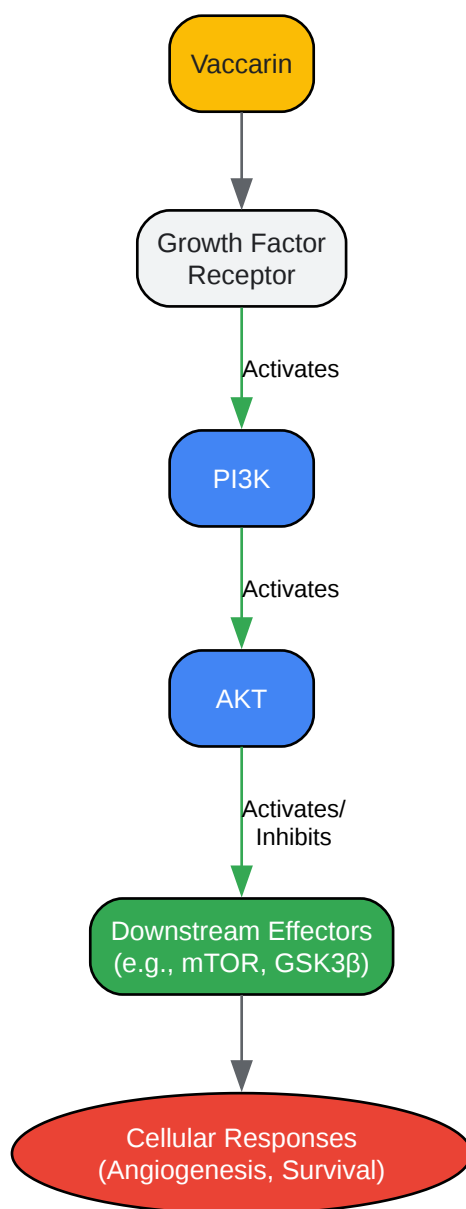 Vaccarin
Growth Factor
Receptor
Activates
PI3K
Activates
AKT
Activates/
Inhibits
Downstream Effectors
(e.g., mTOR, GSK3β)
Cellular Responses
(Angiogenesis, Survival)